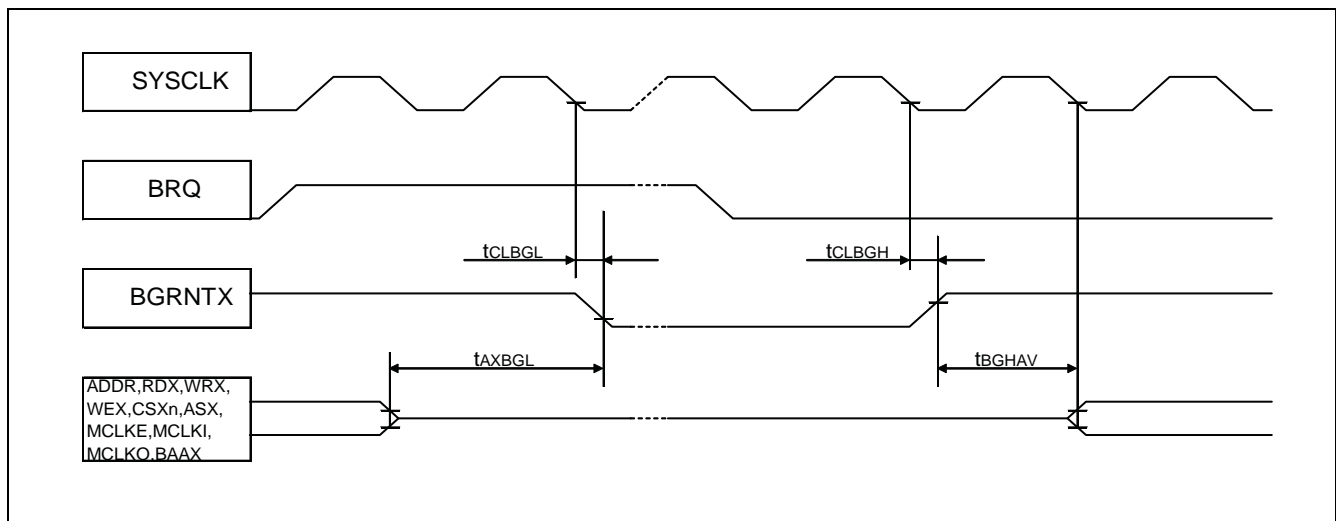 SYSCLK
BRQ
tCLBGL
tCLBGH
BGRNTX
tAXBGL
tBGHAV
ADDR,RDX,WRX,
WEX,CSXn,ASX,
MCLKE,MCLKI,
MCLKO,BAAX